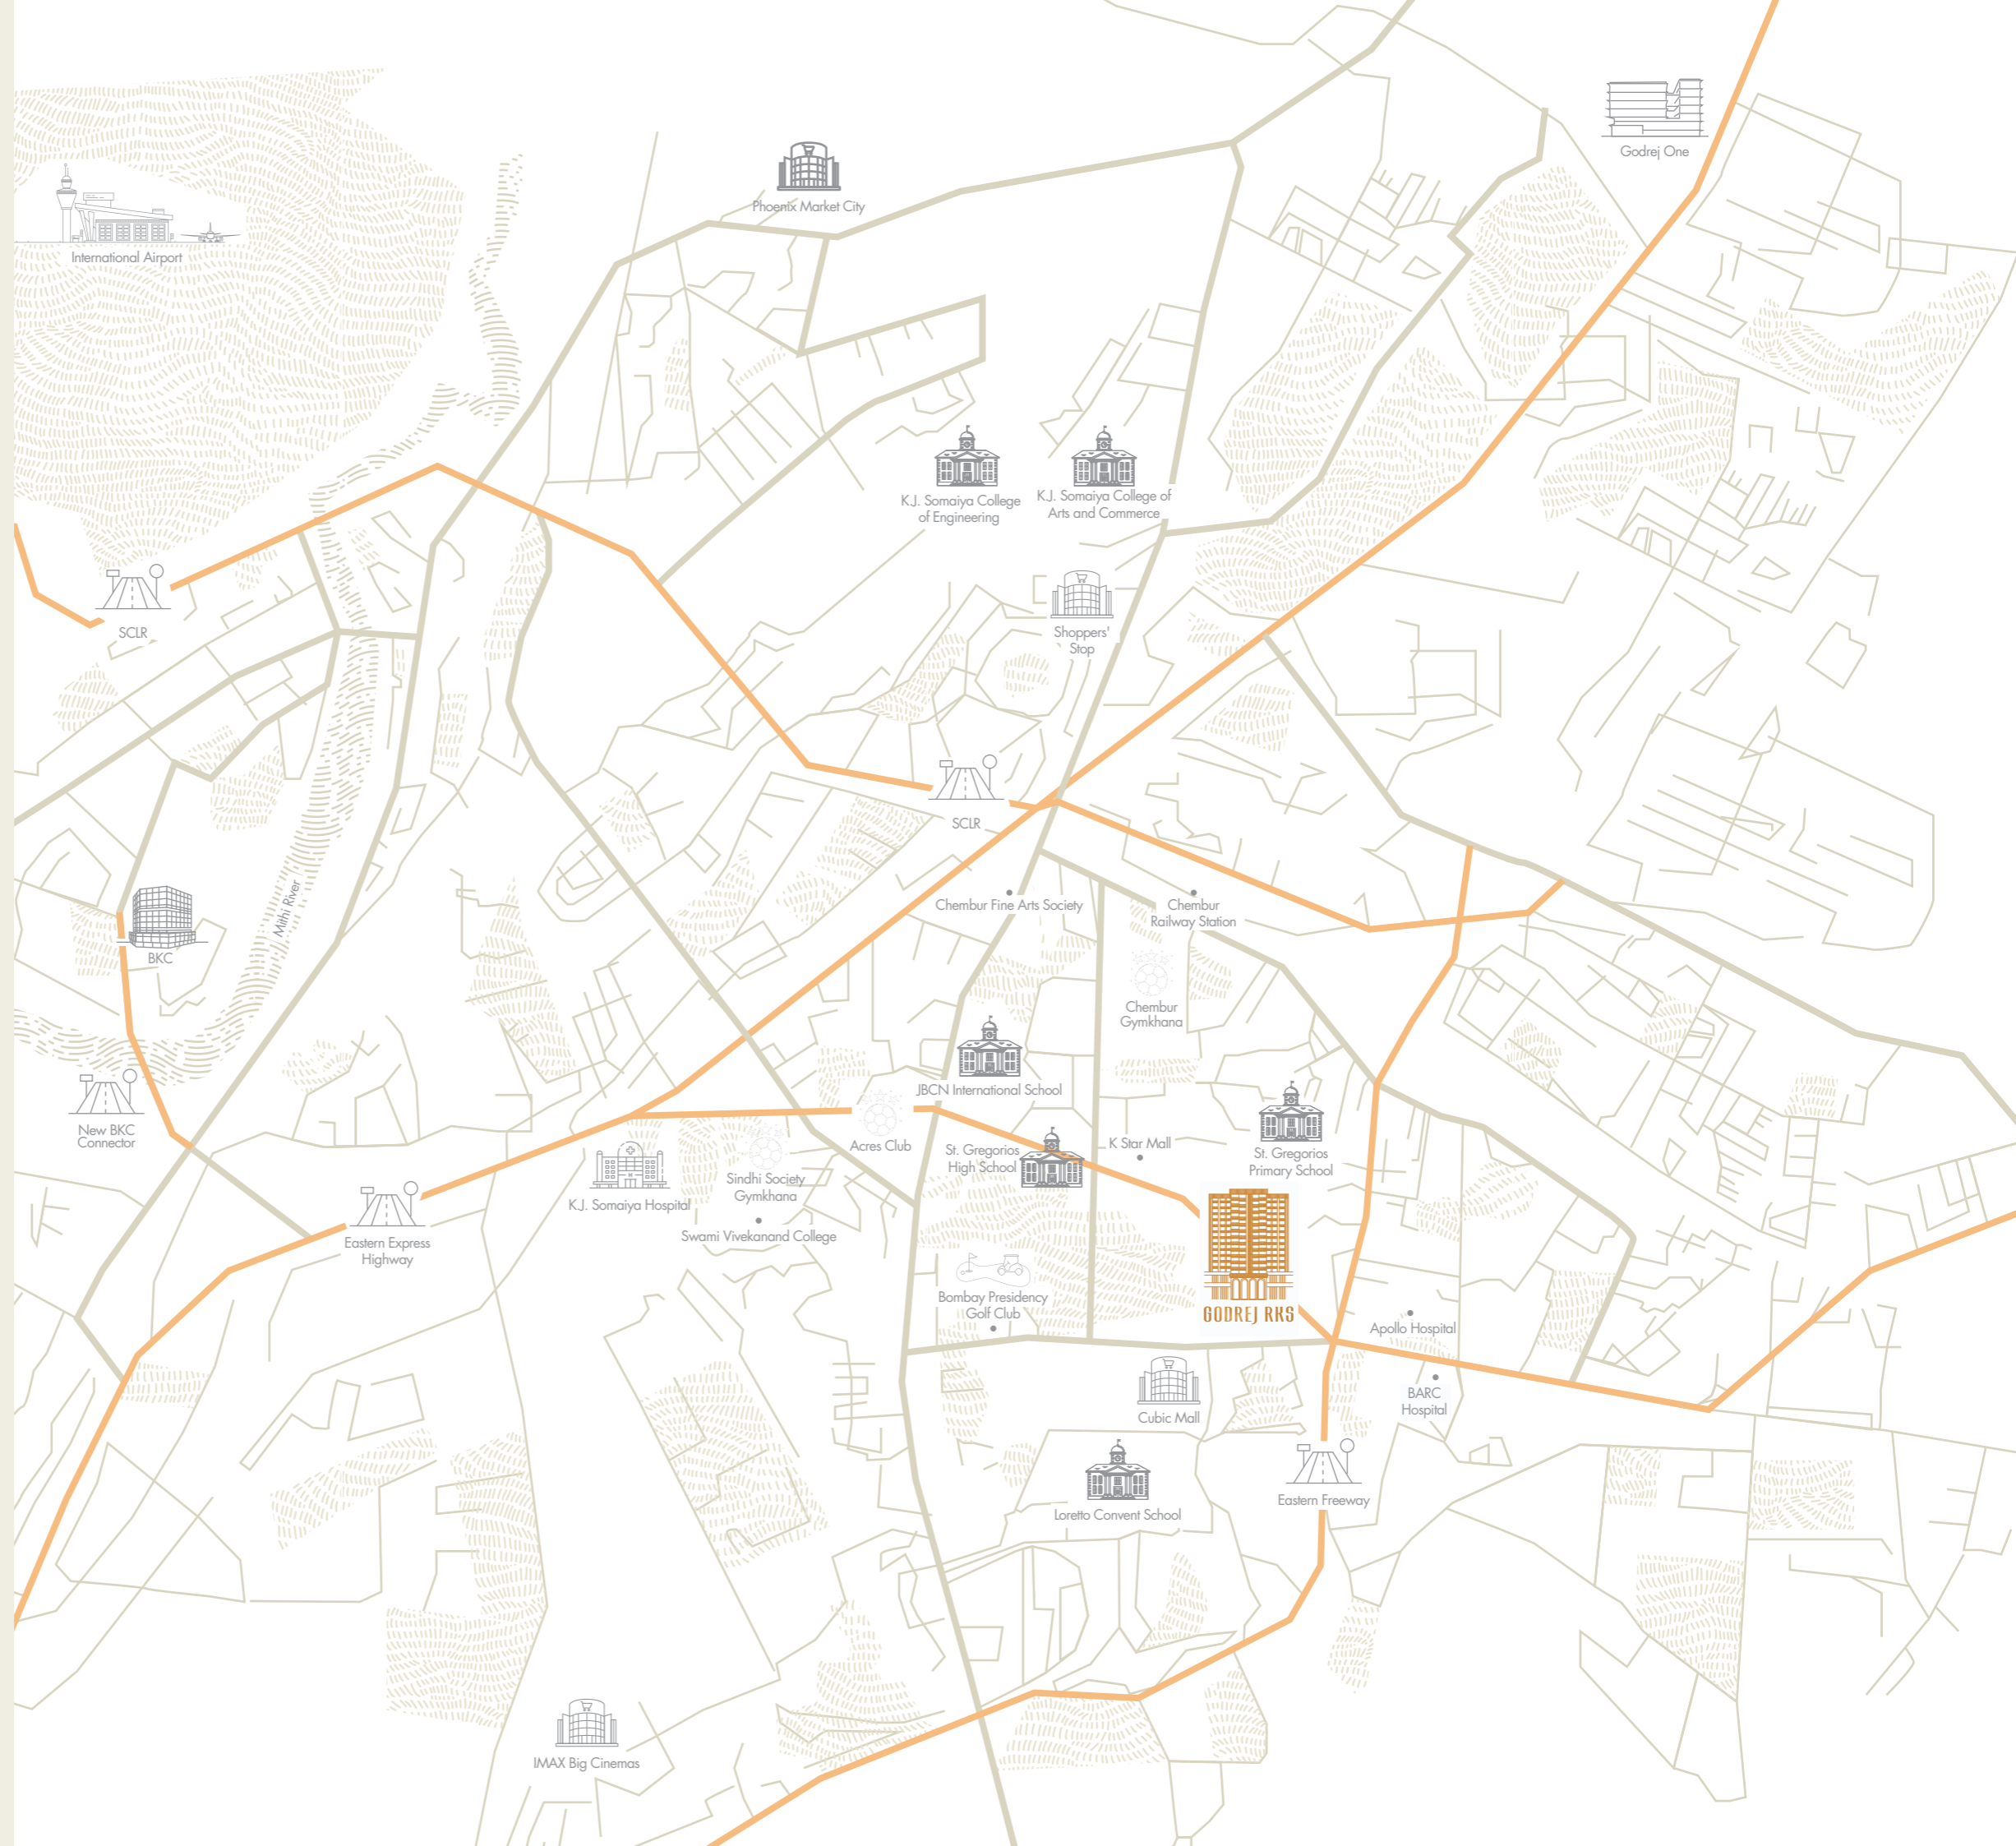 Godrej One
Phoenix Market City
International Airport
K.J. Somaiya College
of Engineering
K.J. Somaiya College of
Arts and Commerce
SCLR
Shoppers'
Stop
SCLR
Mithi River
Chembur Fine Arts Society
Chembur
Railway Station
BKC
Chembur
Gymkhana
JBCN International School
New BKC
Connector
Acres Club
St. Gregorios
High School
K Star Mall
St. Gregorios
Primary School
Sindhi Society
Gymkhana
K.J. Somaiya Hospital
Swami Vivekanand College
Eastern Express
Highway
Bombay Presidency
Golf Club
GODREJ RKS
Apollo Hospital
BARC
Hospital
Cubic Mall
Eastern Freeway
Loretto Convent School
IMAX Big Cinemas